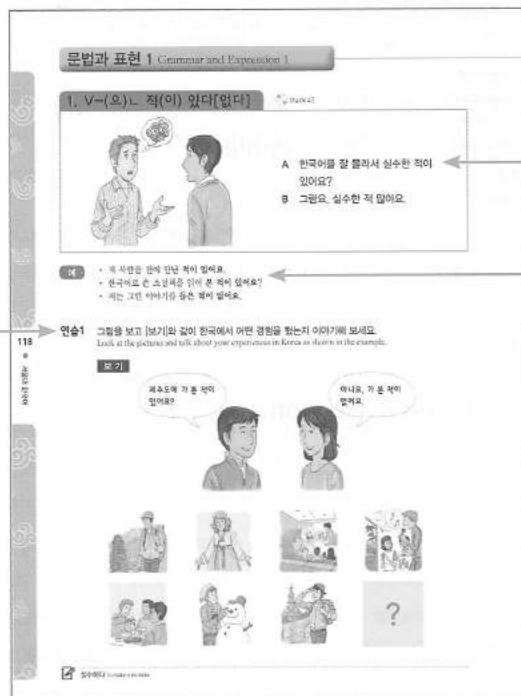 문법과 표현 1 Grammar and Expression 1
1. V-(으)ㄴ 적(이) 있다[없다]
A 한국어를 잘 몰라서 실수한 적이
있어요?
B 그럼요. 실수한 적 많아요.
예
• 저 사람을 전에 만난 적이 있어요.
• 한국어로 쓴 소설책을 읽어 본 적이 있어요?
• 저는 그런 이야기를 들은 적이 없어요.
연습1 그림을 보고 [보기]와 같이 한국에서 어떤 경험을 했는지 이야기해 보세요.
Look at the pictures and talk about your experiences in Korea as shown in the example.
118
보기
제주도에 가 본 적이
있어요?
아니요, 가 본 적이
없어요.
?
실수하다 to make a mistake